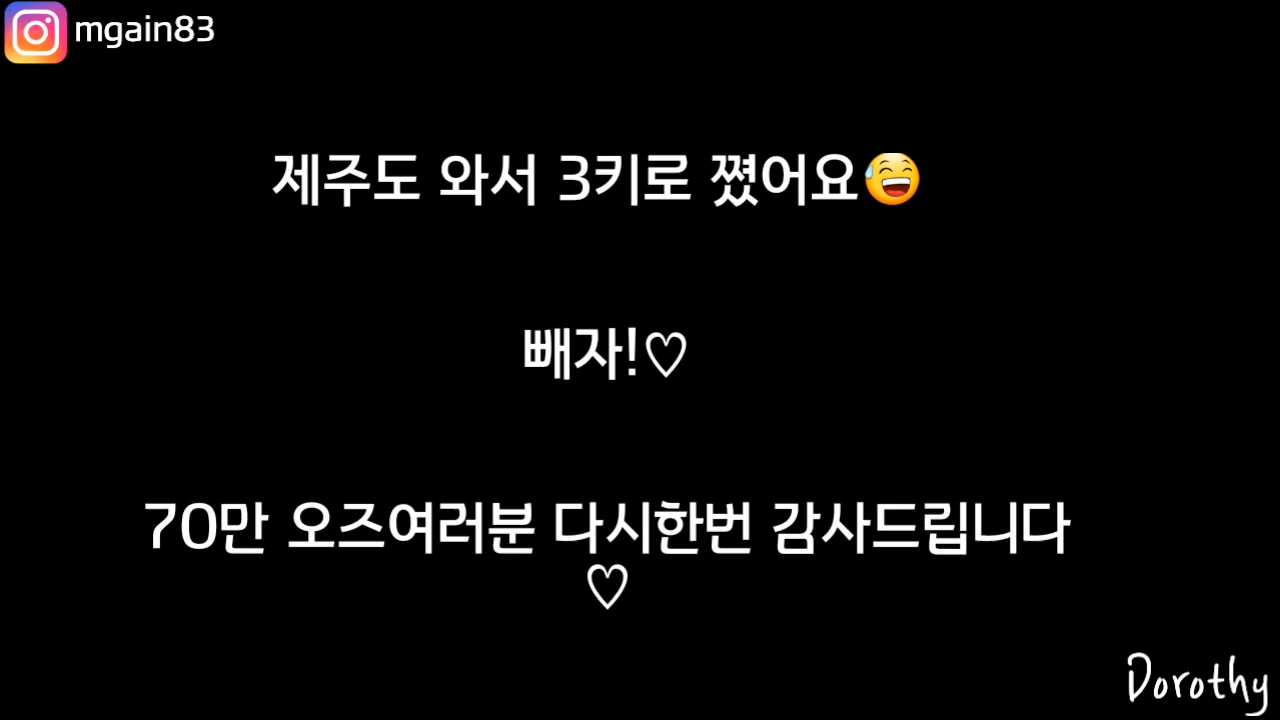 mgain83
제주도 와서 3키로 쪘어요😅
빼자!♡
70만 오즈여러분 다시한번 감사드립니다
♡
Dorothy